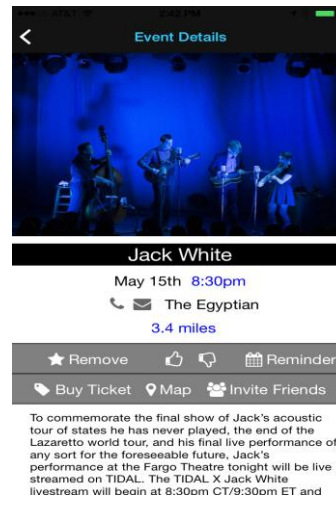 AT&T 2:42 PM
Event Details
Jack White
May 15th 8:30pm
The Egyptian
3.4 miles
Remove Reminder
Buy Ticket Map Invite Friends
To commemorate the final show of Jack's acoustic
tour of states he has never played, the end of the
Lazaretto world tour, and his final live performance of
any sort for the foreseeable future, Jack's
performance at the Fargo Theatre tonight will be live
streamed on TIDAL. The TIDAL X Jack White
livestream will begin at 8:30pm CT/9:30pm ET and